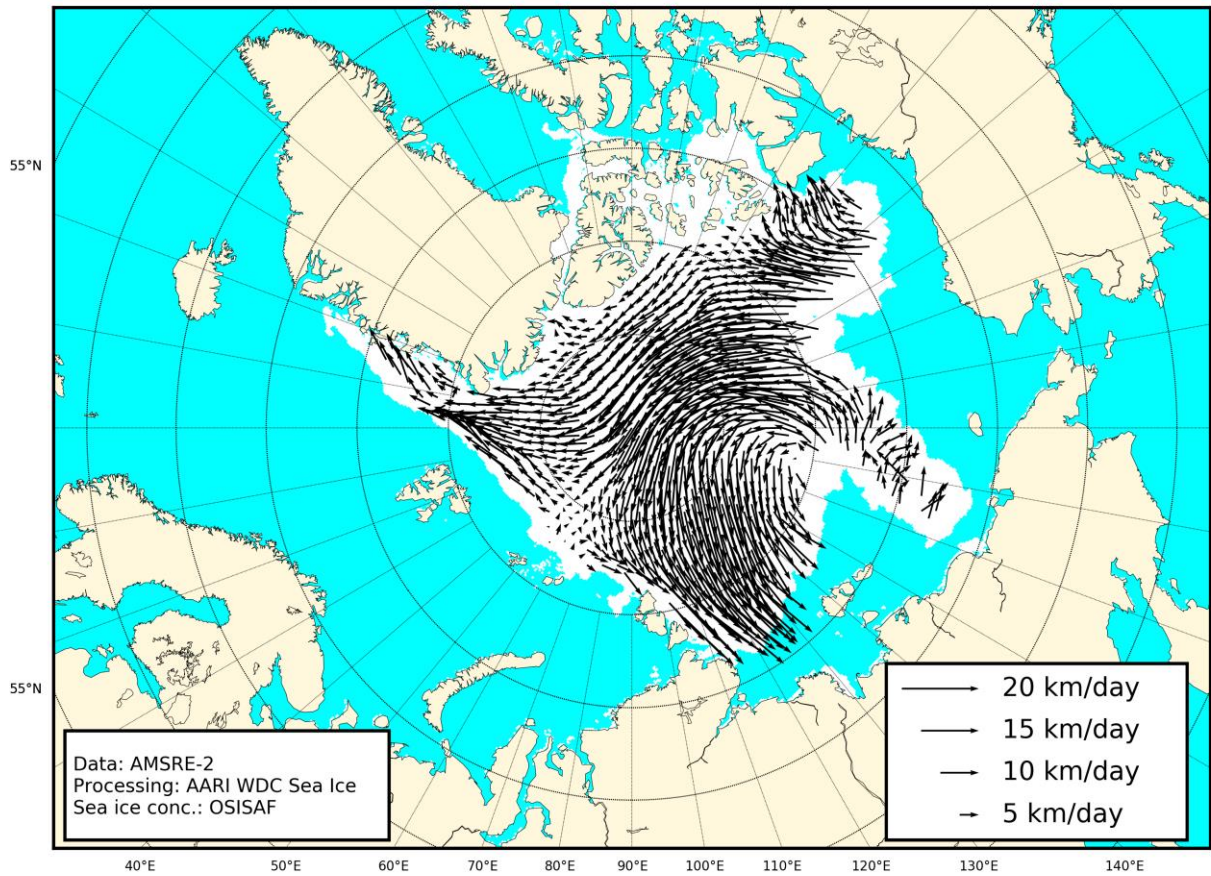 55°N
55°N
20 km/day
15 km/day
10 km/day
5 km/day
Data: AMSRE-2
Processing: AARI WDC Sea Ice
Sea ice conc.: OSISAF
40°E 50°E 60°E 70°E 80°E 90°E 100°E 110°E 120°E 130°E 140°E